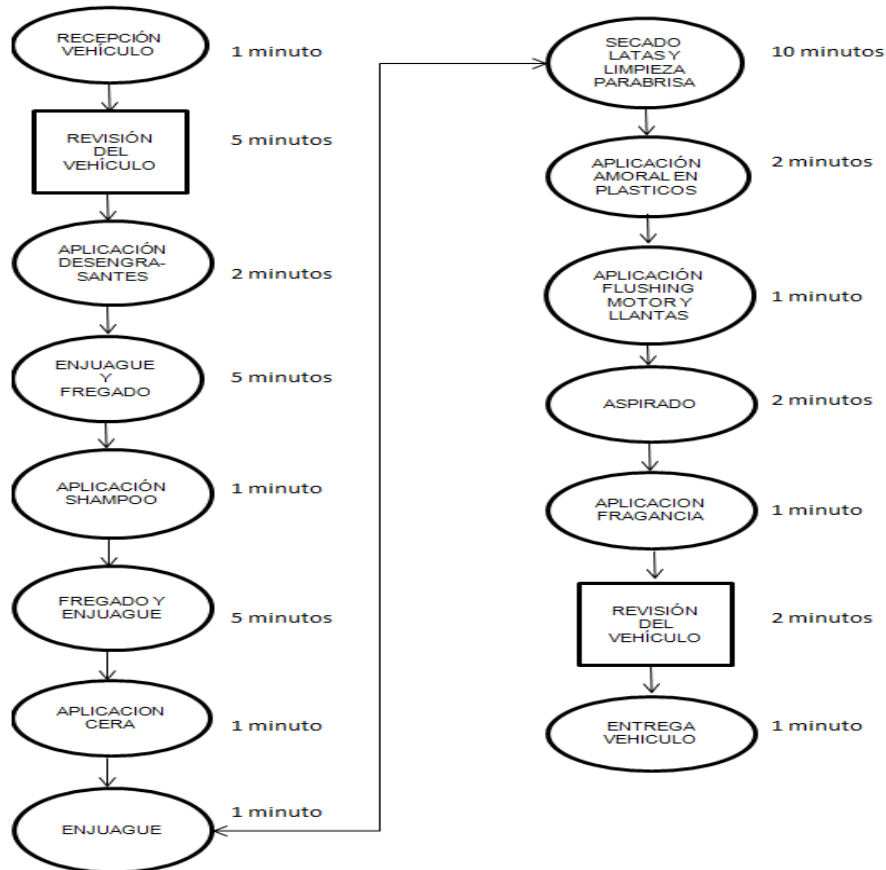 RECEPCIÓN
VEHÍCULO
1 minuto
REVISIÓN
DEL
VEHÍCULO
5 minutos
APLICACIÓN
DESENGRA-
SANTES
2 minutos
ENJUAGUE
Y
FREGADO
5 minutos
APLICACIÓN
SHAMPOO
1 minuto
FREGADO Y
ENJUAGUE
5 minutos
APLICACION
CERA
1 minuto
ENJUAGUE
1 minuto
SECADO
LATAS Y
LIMPIEZA
PARABRISA
10 minutos
APLICACIÓN
AMORAL EN
PLASTICOS
2 minutos
APLICACIÓN
FLUSHING
MOTOR Y
LLANTAS
1 minuto
ASPIRADO
2 minutos
APLICACION
FRAGANCIA
1 minuto
REVISIÓN
DEL
VEHÍCULO
2 minutos
ENTREGA
VEHICULO
1 minuto